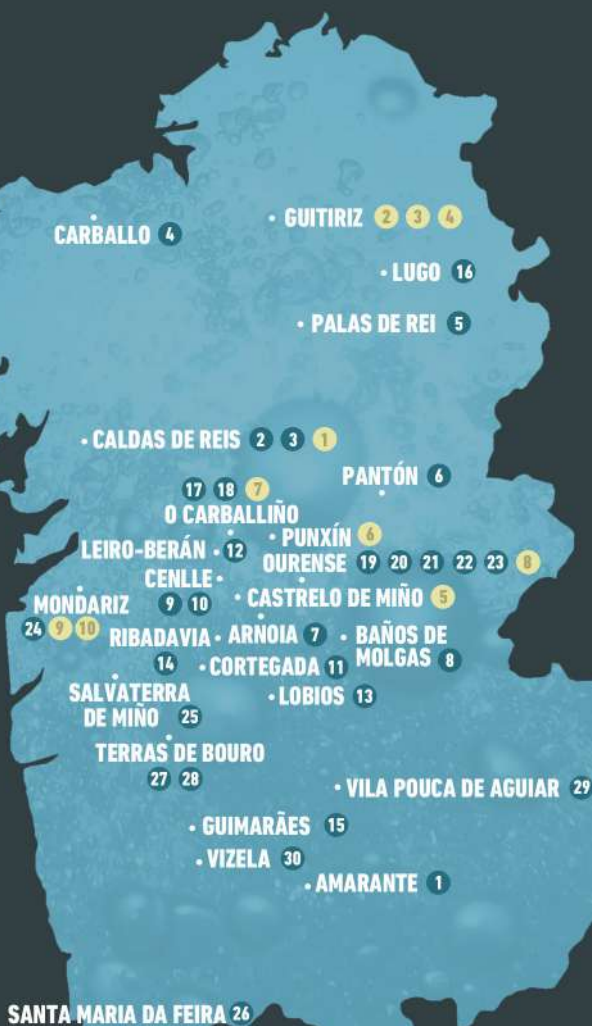 GUITIRIZ 2 3 4
CARBALLO 4
LUGO 16
PALAS DE REI 5
CALDAS DE REIS 2 3 1
PANTÓN 6
17 18 7
O CARBALLIÑO
PUNXÍN 6
LEIRO-BERÁN 12
OURENSE 19 20 21 22 23 8
CENLLE
9 10
CASTRELO DE MIÑO 5
MONDARIZ
24 9 10
RIBADAVIA
14
ARNOIA 7
BAÑOS DE
MOLGAS 8
CORTEGADA 11
SALVATERRA
DE MIÑO 25
LOBIOS 13
TERRAS DE BOURO
27 28
VILA POUCA DE AGUIAR 29
GUIMARÃES 15
VIZELA 30
AMARANTE 1
SANTA MARIA DA FEIRA 26